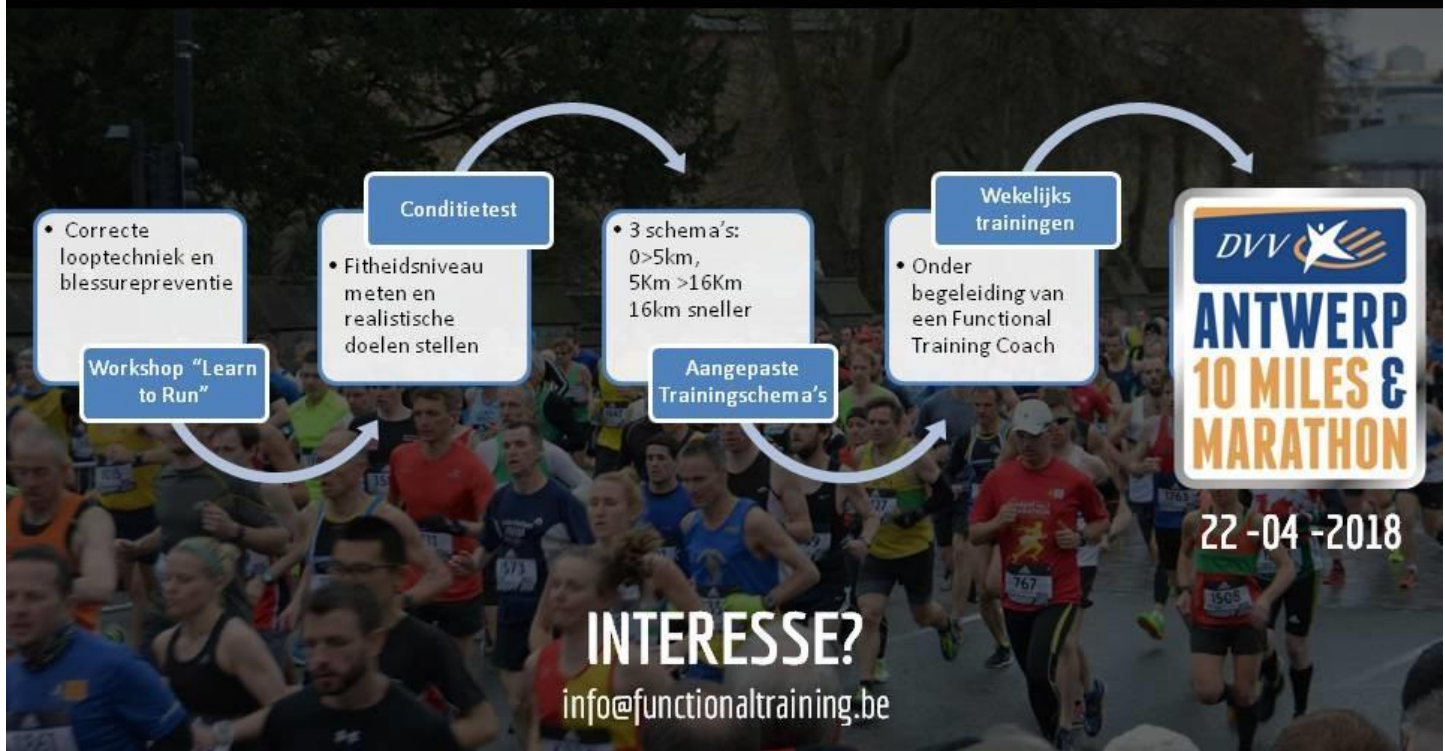 • Correcte
looptechniek en
blessurepreventie
Workshop “Learn
to Run”
Conditietest
• Fitheidsniveau
meten en
realistische
doelen stellen
• 3 schema’s:
0>5km,
5Km >16Km
16km sneller
Aangepaste
Trainingschema’s
Wekelijks
trainingen
• Onder
begeleiding van
een Functional
Training Coach
DVV
ANTWERP
10 MILES &
MARATHON
22 -04 -2018
767
1508
INTERESSE?
info@functionaltraining.be